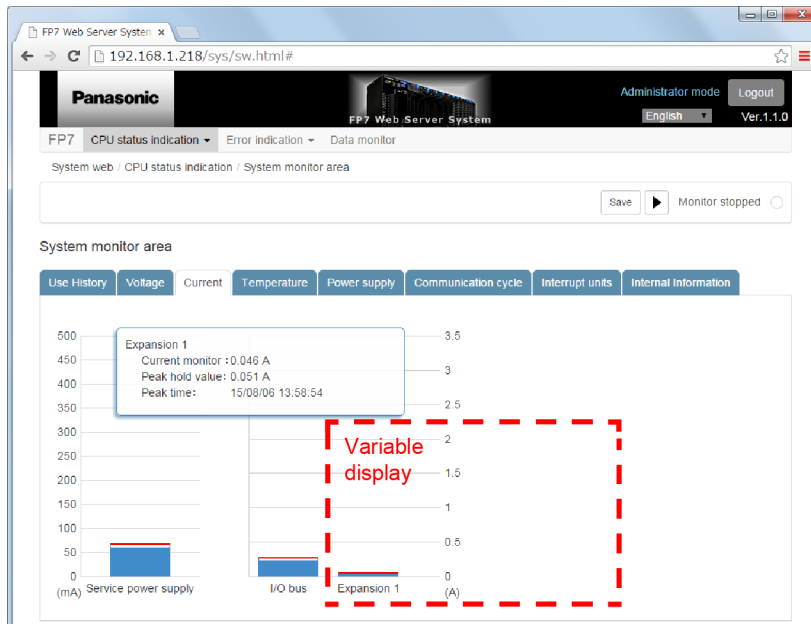 FP7 Web Server System
192.168.1.218/sys/sw.html#
Panasonic
FP7 Web Server System
Administrator mode
Logout
English
Ver.1.1.0
FP7 CPU status indication Error indication Data monitor
System web / CPU status indication / System monitor area
Save
Monitor stopped
System monitor area
Use History Voltage Current Temperature Power supply Communication cycle Interrupt units Internal Information
500
450
400
350
300
250
200
150
100
50
0
(mA)
Service power supply
Expansion 1
Current monitor : 0.046 A
Peak hold value: 0.051 A
Peak time: 15/08/06 13:58:54
3.5
3
2.5
2
1.5
1
0.5
0
(A)
I/O bus
Expansion 1
Variable
display